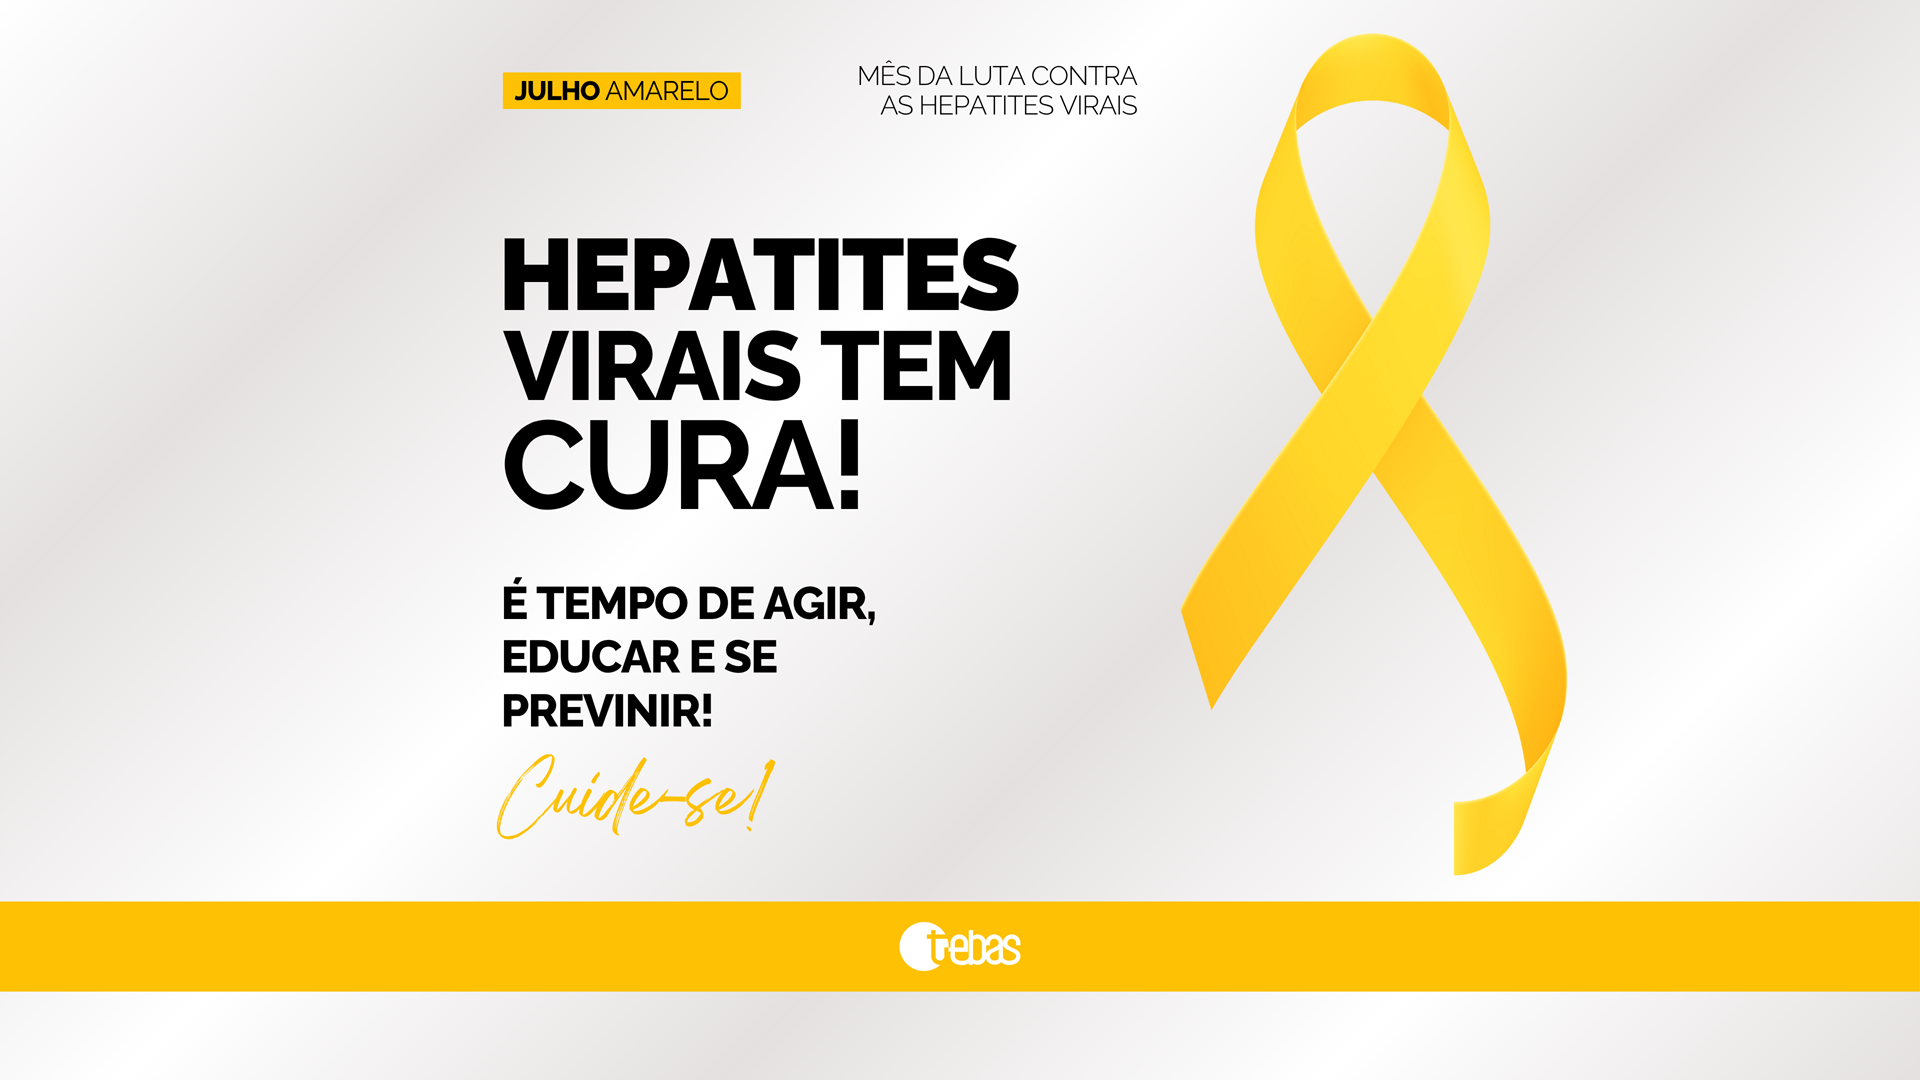 JULHO AMARELO
MÊS DA LUTA CONTRA
AS HEPATITES VIRAIS
HEPATITES
VIRAIS TEM
CURA!
É TEMPO DE AGIR,
EDUCAR E SE
PREVINIR!
Cuide-se!
trebas